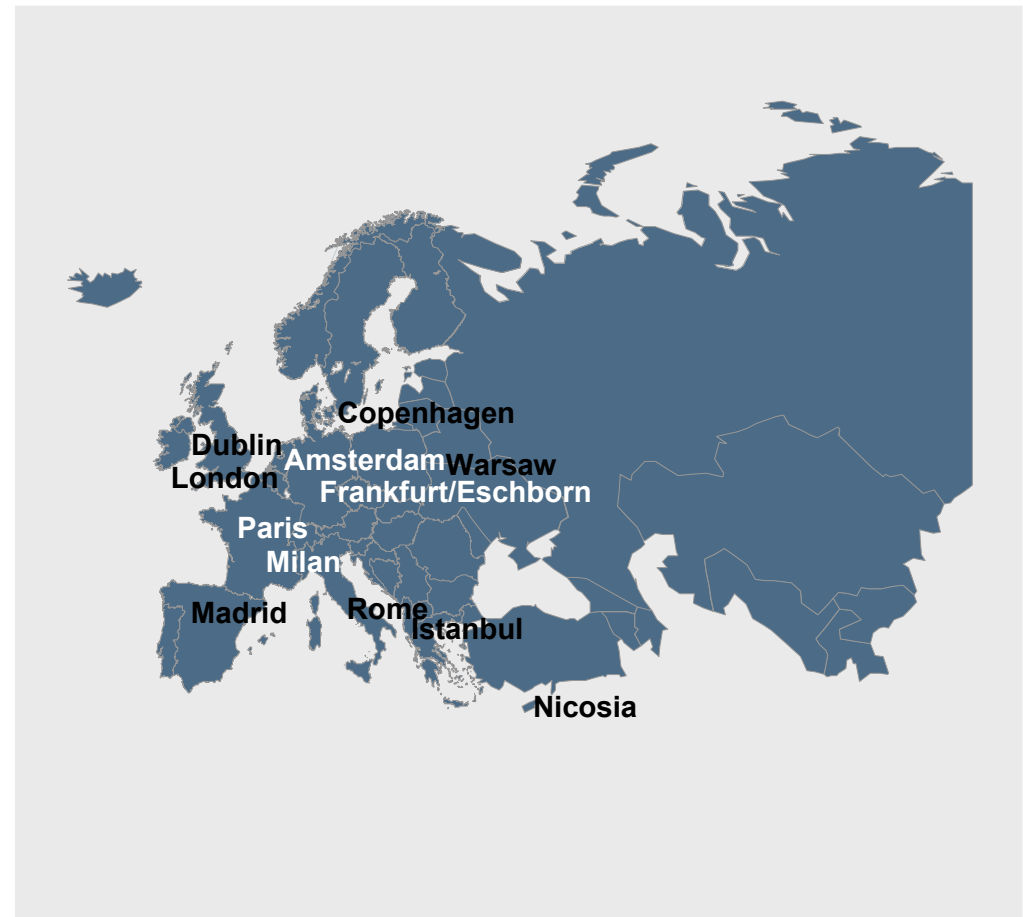 Copenhagen
Dublin
Amsterdam
Warsaw
London
Frankfurt/Eschborn
Paris
Milan
Madrid
Rome
Istanbul
Nicosia